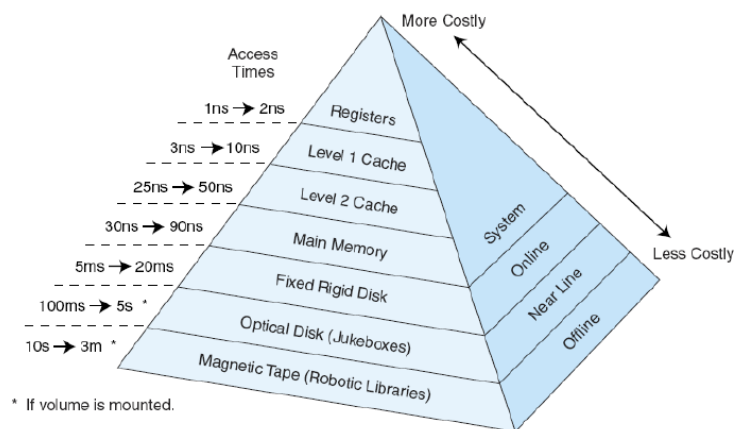 More Costly
Access
Times
1ns → 2ns
Registers
3ns → 10ns
Level 1 Cache
25ns → 50ns
Level 2 Cache
30ns → 90ns
Main Memory
System
5ms → 20ms
Fixed Rigid Disk
Online
Less Costly
100ms → 5s *
Optical Disk (Jukeboxes)
Near Line
10s → 3m *
Magnetic Tape (Robotic Libraries)
Offline
* If volume is mounted.